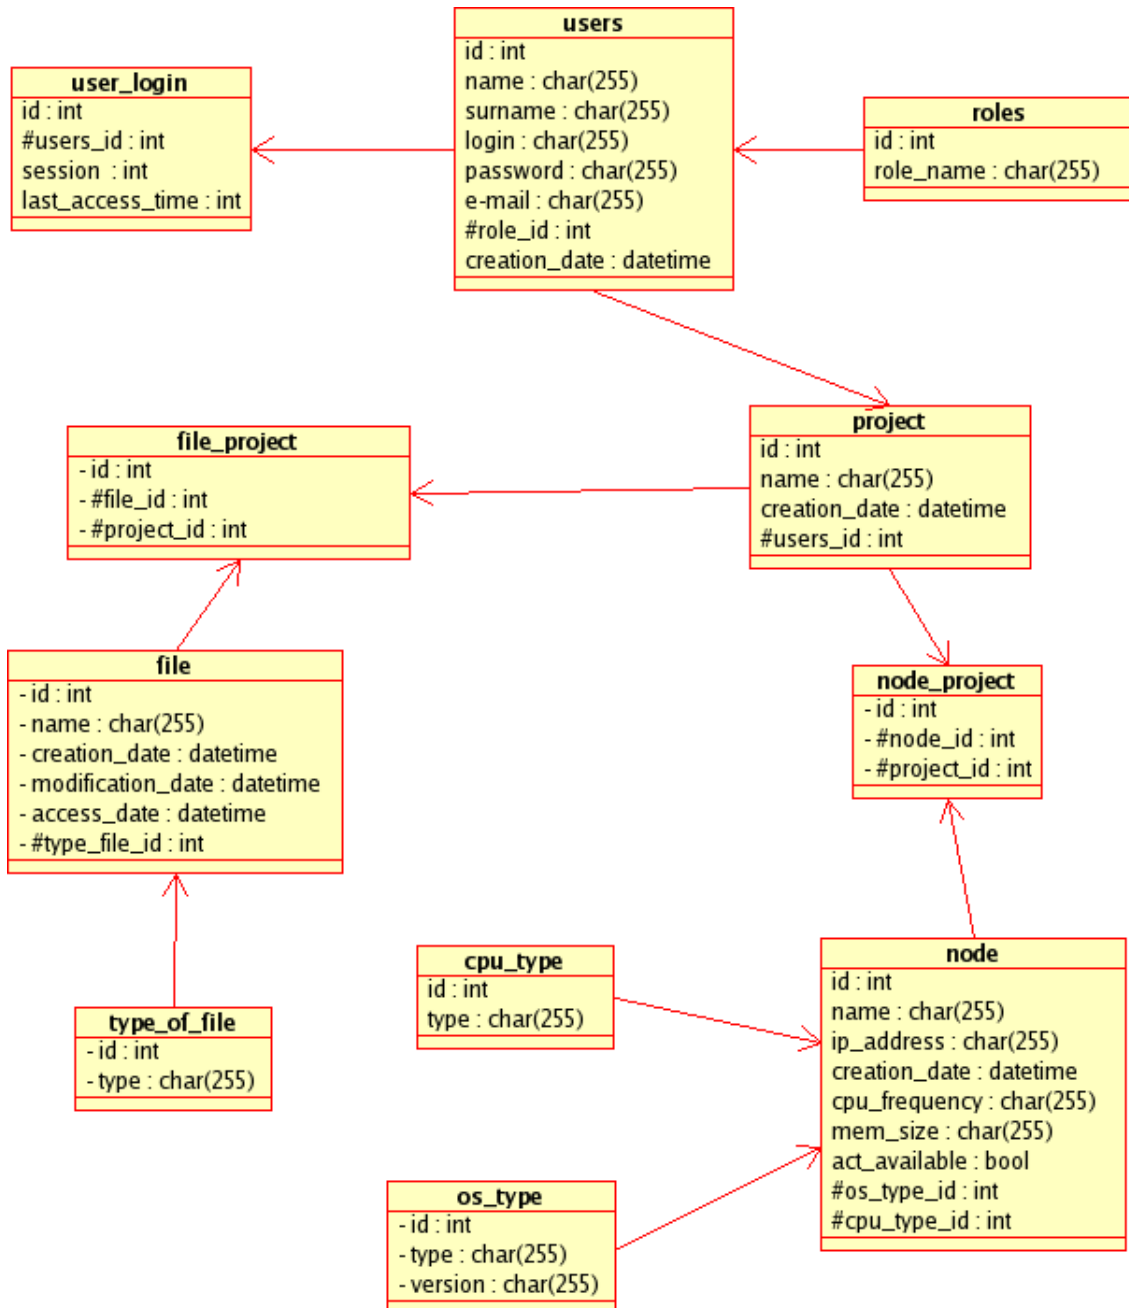 users
id : int
name : char(255)
surname : char(255)
login : char(255)
password : char(255)
e-mail : char(255)
#role_id : int
creation_date : datetime
user_login
id : int
#users_id : int
session : int
last_access_time : int
roles
id : int
role_name : char(255)
project
id : int
name : char(255)
creation_date : datetime
#users_id : int
file_project
- id : int
- #file_id : int
- #project_id : int
file
- id : int
- name : char(255)
- creation_date : datetime
- modification_date : datetime
- access_date : datetime
- #type_file_id : int
node_project
- id : int
- #node_id : int
- #project_id : int
type_of_file
- id : int
- type : char(255)
cpu_type
id : int
type : char(255)
node
id : int
name : char(255)
ip_address : char(255)
creation_date : datetime
cpu_frequency : char(255)
mem_size : char(255)
act_available : bool
#os_type_id : int
#cpu_type_id : int
os_type
- id : int
- type : char(255)
- version : char(255)